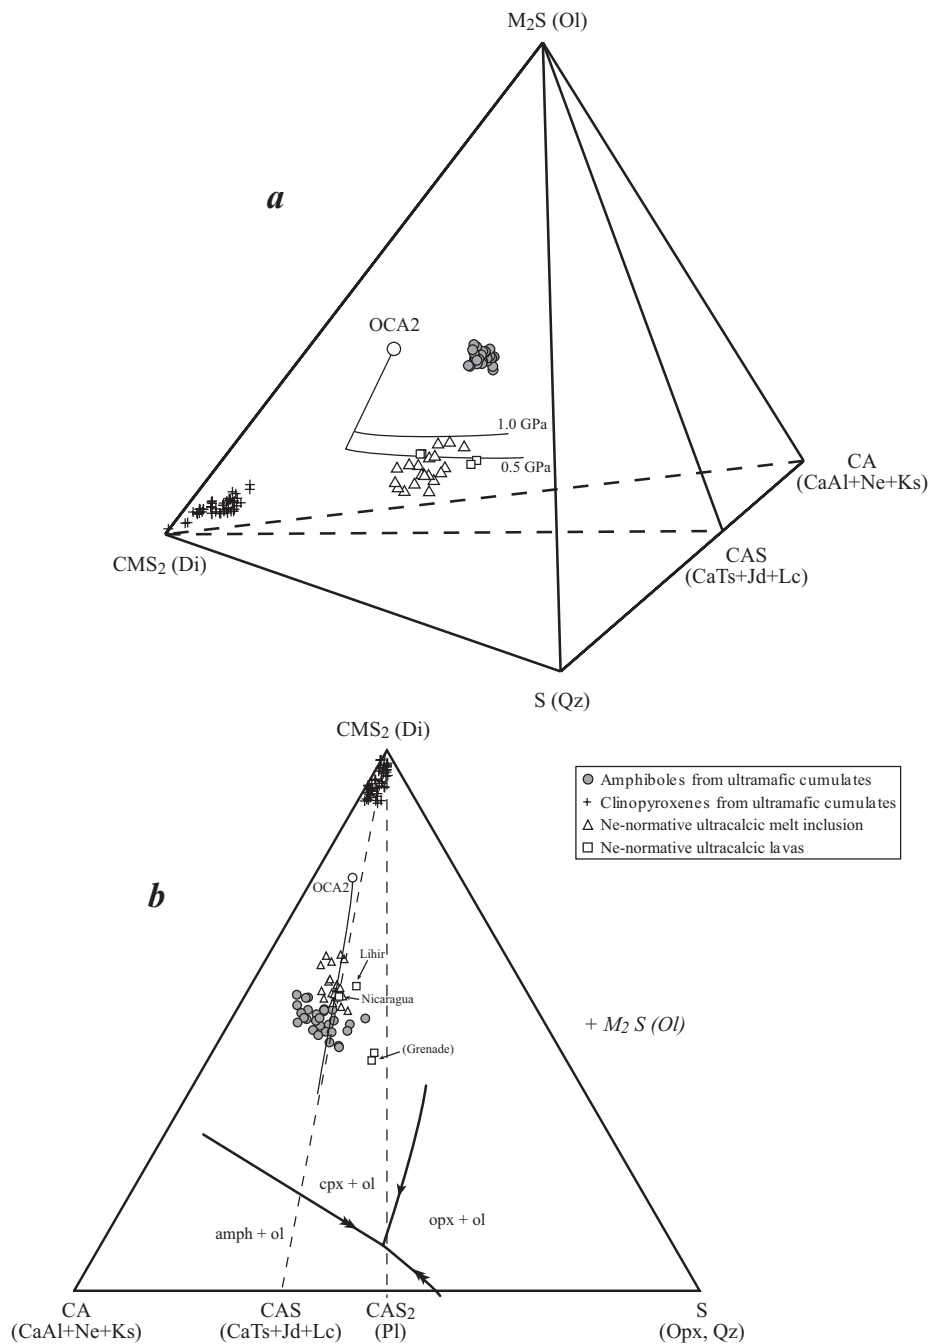 M₂S (Ol)
a
OCA2
1.0 GPa
0.5 GPa
CA
(CaAl+Ne+Ks)
CAS
(CaTs+Jd+Lc)
CMS₂ (Di)
S (Qz)
CMS₂ (Di)
Amphiboles from ultramafic cumulates
Clinopyroxenes from ultramafic cumulates
Ne-normative ultracalcic melt inclusion
Ne-normative ultracalcic lavas
b
OCA2
Lihir
Nicaragua
+ M₂ S (Ol)
(Grenade)
cpx + ol
opx + ol
amph + ol
CA
(CaAl+Ne+Ks)
CAS
(CaTs+Jd+Lc)
CAS₂
(Pl)
S
(Opx, Qz)